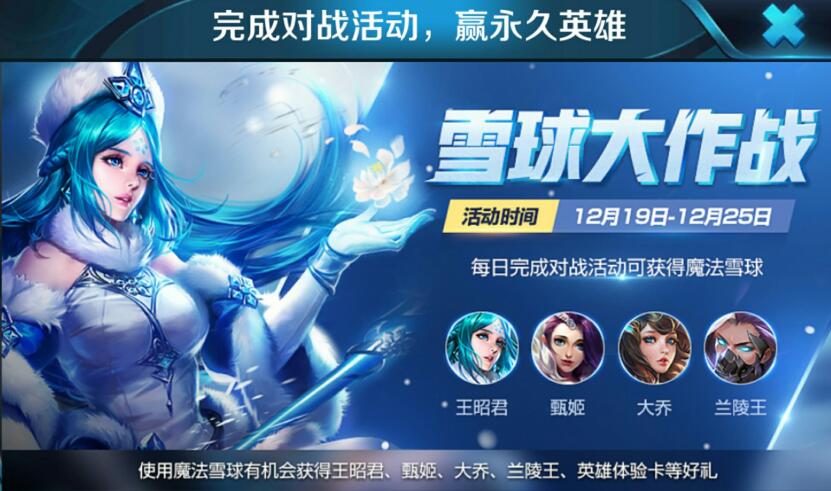 完成对战活动，赢永久英雄
雪球大作战
活动时间 12月19日-12月25日
每日完成对战活动可获得魔法雪球
王昭君 甄姬 大乔 兰陵王
使用魔法雪球有机会获得王昭君、甄姬、大乔、兰陵王、英雄体验卡等好礼